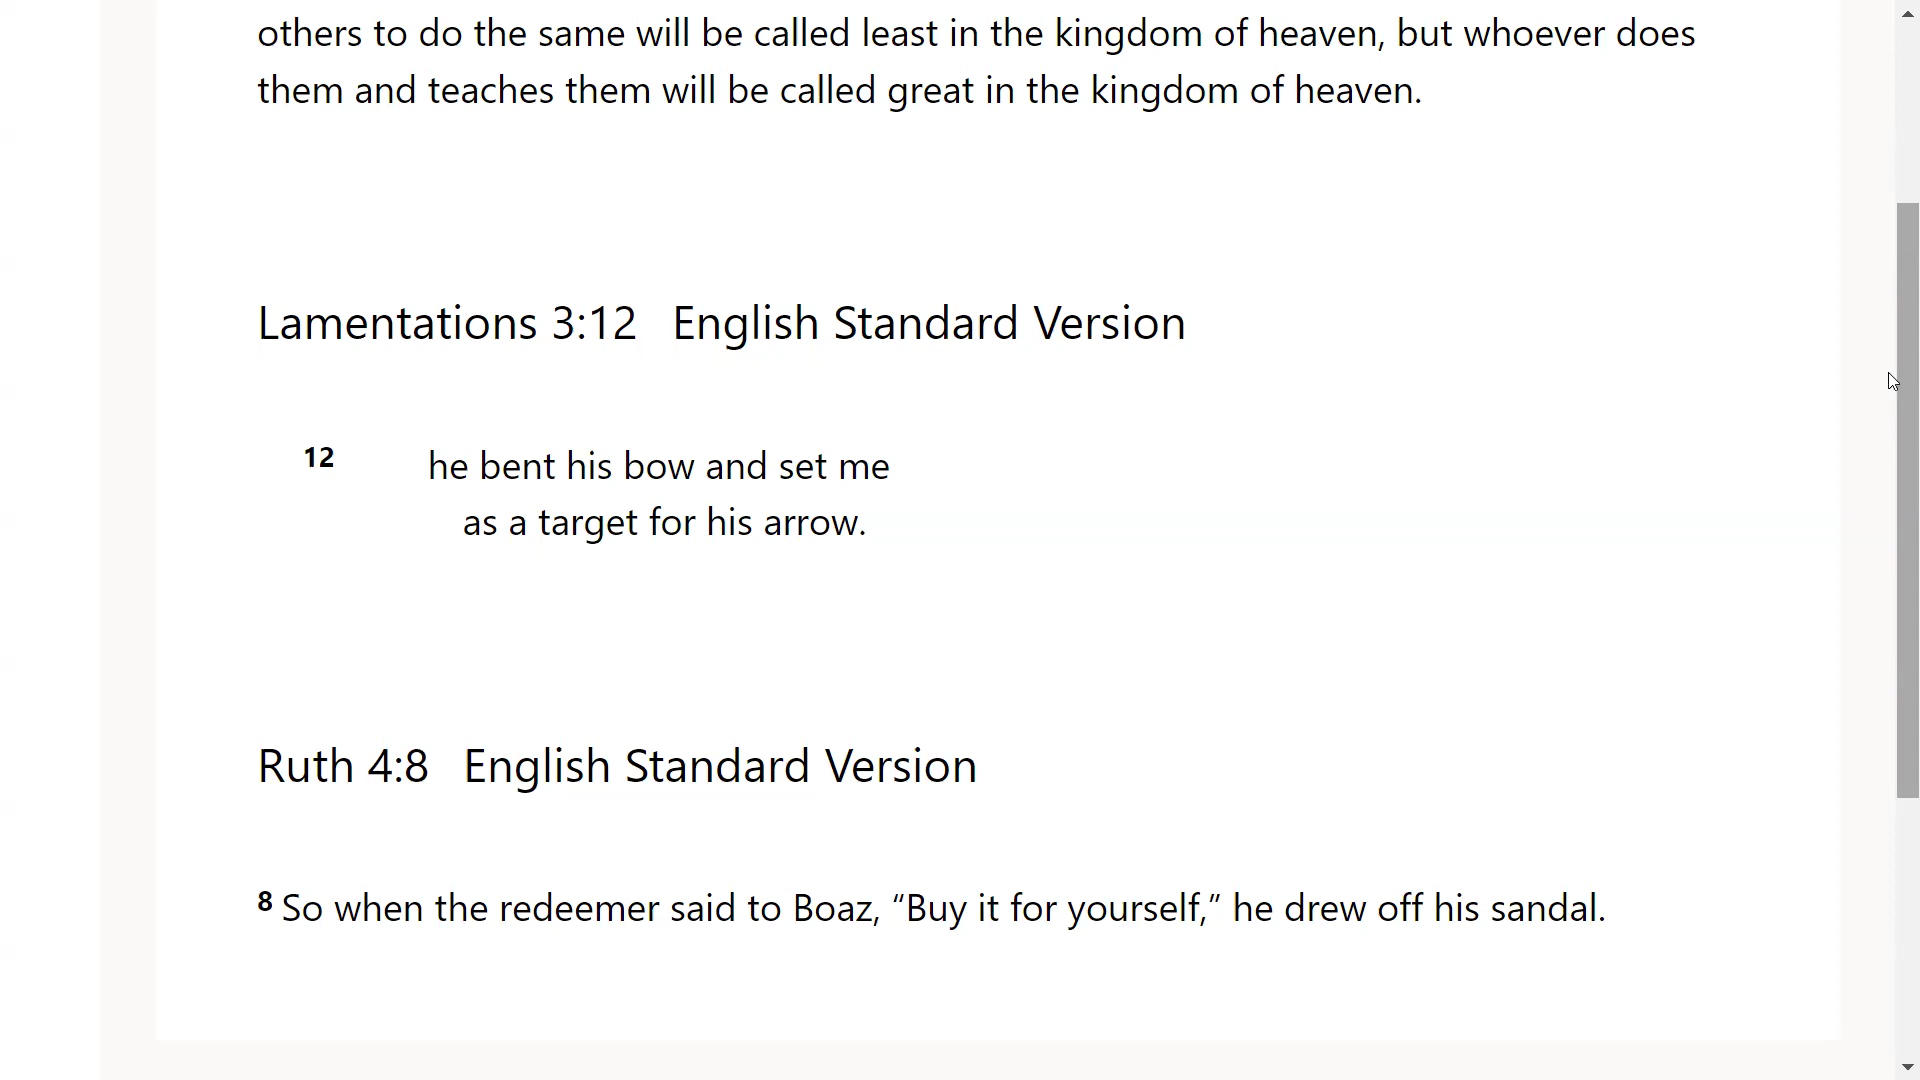 others to do the same will be called least in the kingdom of heaven, but whoever does
them and teaches them will be called great in the kingdom of heaven.
Lamentations 3:12 English Standard Version
12 he bent his bow and set me
as a target for his arrow.
Ruth 4:8 English Standard Version
8 So when the redeemer said to Boaz, “Buy it for yourself,” he drew off his sandal.